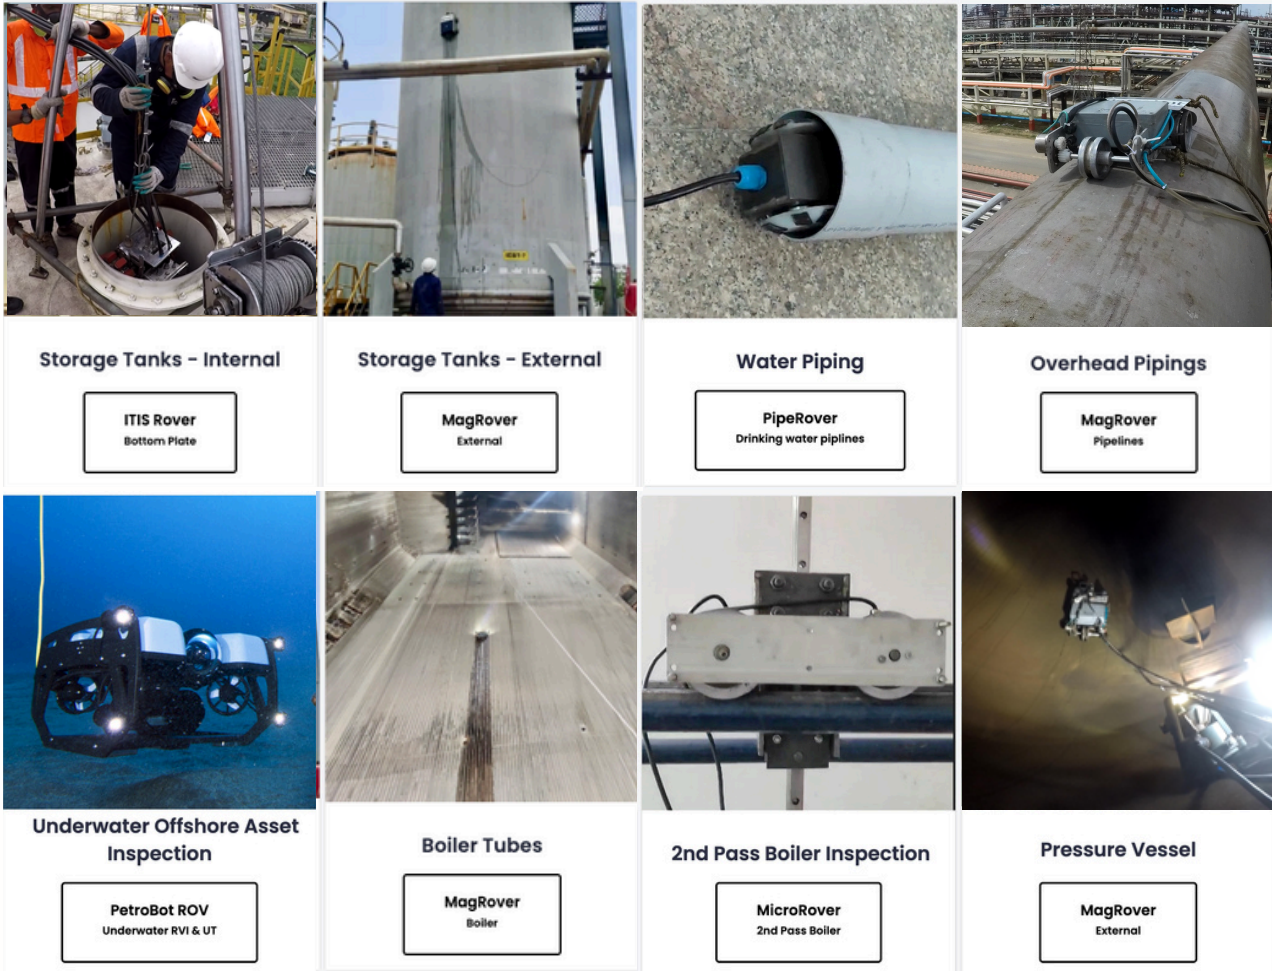 Storage Tanks - Internal
ITIS Rover
Bottom Plate
Storage Tanks - External
MagRover
External
Water Piping
PipeRover
Drinking water piplines
Overhead Pipings
MagRover
Pipelines
Underwater Offshore Asset
Inspection
PetroBot ROV
Underwater RVI & UT
Boiler Tubes
MagRover
Boiler
2nd Pass Boiler Inspection
MicroRover
2nd Pass Boiler
Pressure Vessel
MagRover
External